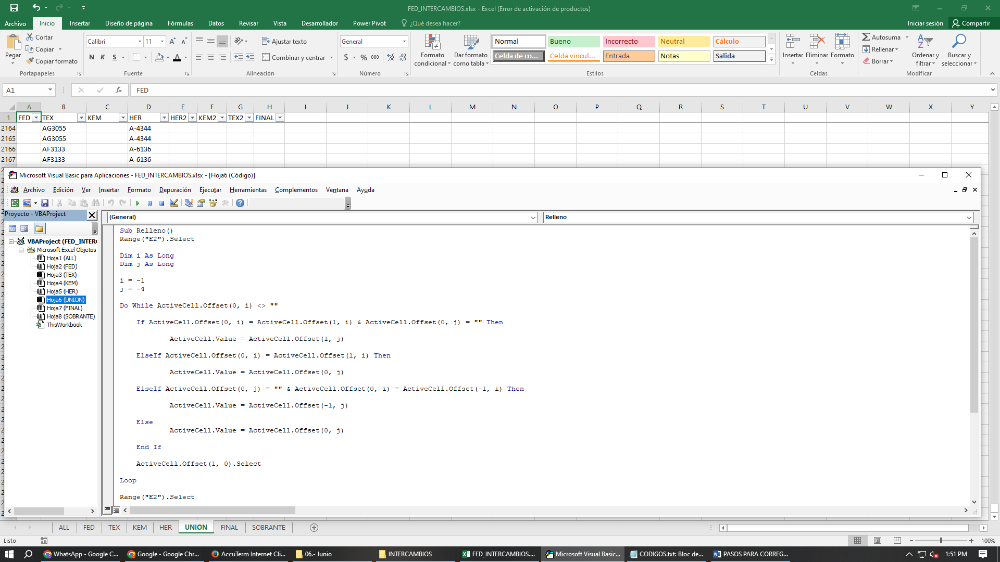 FED_INTERCAMBIOS.xlsx - Excel (Error de activación de productos)
Archivo Inicio Insertar Diseño de página Fórmulas Datos Revisar Vista Desarrollador Power Pivot ¿Qué desea hacer? Iniciar sesión Compartir
Pegar
Cortar
Copiar
Copiar formato
Portapapeles
Calibri 11
N K S
Fuente
Ajustar texto
Combinar y centrar
Alineación
General
$ % 000
Número
Formato condicional
Dar formato como tabla
Normal Bueno Incorrecto Neutral Cálculo
Celda de co... Celda vincul... Entrada Notas Salida
Estilos
Insertar Eliminar Formato
Celdas
Autosuma
Rellenar
Borrar
Ordenar y filtrar
Buscar y seleccionar
Modificar
A1 fx FED
A B C D E F G H I J K L M N O P Q R S T U V W X Y
1 FED TEX KEM HER HER2 KEM2 TEX2 FINAL
2164 AG3055 A-4344
2165 AG3055 A-4344
2166 AF3133 A-6136
2167 AF3133 A-6136
Microsoft Visual Basic para Aplicaciones - FED_INTERCAMBIOS.xlsx - [Hoja6 (Código)]
Archivo Edición Ver Insertar Formato Depuración Ejecutar Herramientas Complementos Ventana Ayuda
Proyecto - VBAProject
VBAProject (FED_INTER
Microsoft Excel Objetos
Hoja1 (ALL)
Hoja2 (FED)
Hoja3 (TEX)
Hoja4 (KEM)
Hoja5 (HER)
Hoja6 (UNION)
Hoja7 (FINAL)
Hoja8 (SOBRANTE)
ThisWorkbook
(General) Relleno
Sub Relleno()
Range("E2").Select
Dim i As Long
Dim j As Long
i = -1
j = -4
Do While ActiveCell.Offset(0, i) <> ""
If ActiveCell.Offset(0, i) = ActiveCell.Offset(1, i) & ActiveCell.Offset(0, j) = "" Then
ActiveCell.Value = ActiveCell.Offset(1, j)
ElseIf ActiveCell.Offset(0, i) = ActiveCell.Offset(1, i) Then
ActiveCell.Value = ActiveCell.Offset(0, j)
ElseIf ActiveCell.Offset(0, j) = "" & ActiveCell.Offset(0, i) = ActiveCell.Offset(-1, i) Then
ActiveCell.Value = ActiveCell.Offset(-1, j)
Else
ActiveCell.Value = ActiveCell.Offset(0, j)
End If
ActiveCell.Offset(1, 0).Select
Loop
Range("E2").Select
ALL FED TEX KEM HER UNION FINAL SOBRANTE
Listo 100%
WhatsApp - Google C... Google - Google Chr... AccuTerm Internet Cli... 06.- Junio INTERCAMBIOS FED_INTERCAMBIOS.... Microsoft Visual Basic... CODIGOS.txt: Bloc de... PASOS PARA CORREG... 1:51 PM